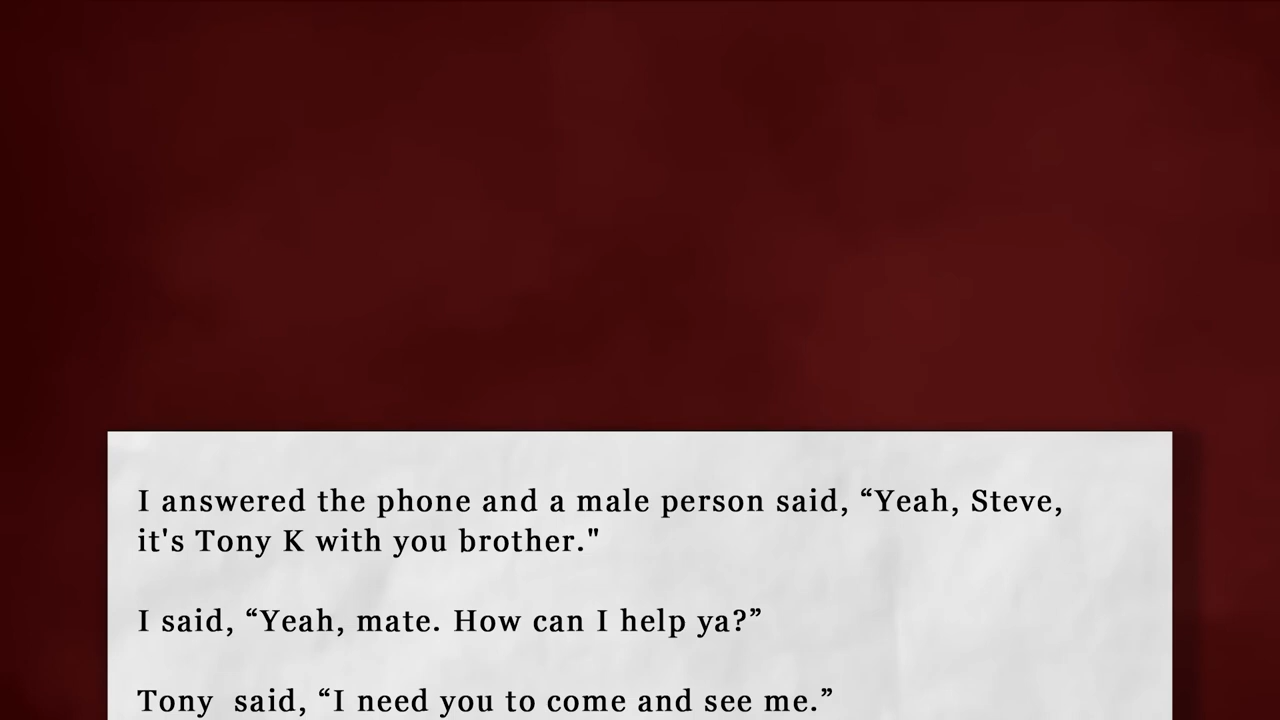 I answered the phone and a male person said, “Yeah, Steve,
it's Tony K with you brother."
I said, “Yeah, mate. How can I help ya?”
Tony  said, “I need you to come and see me.”